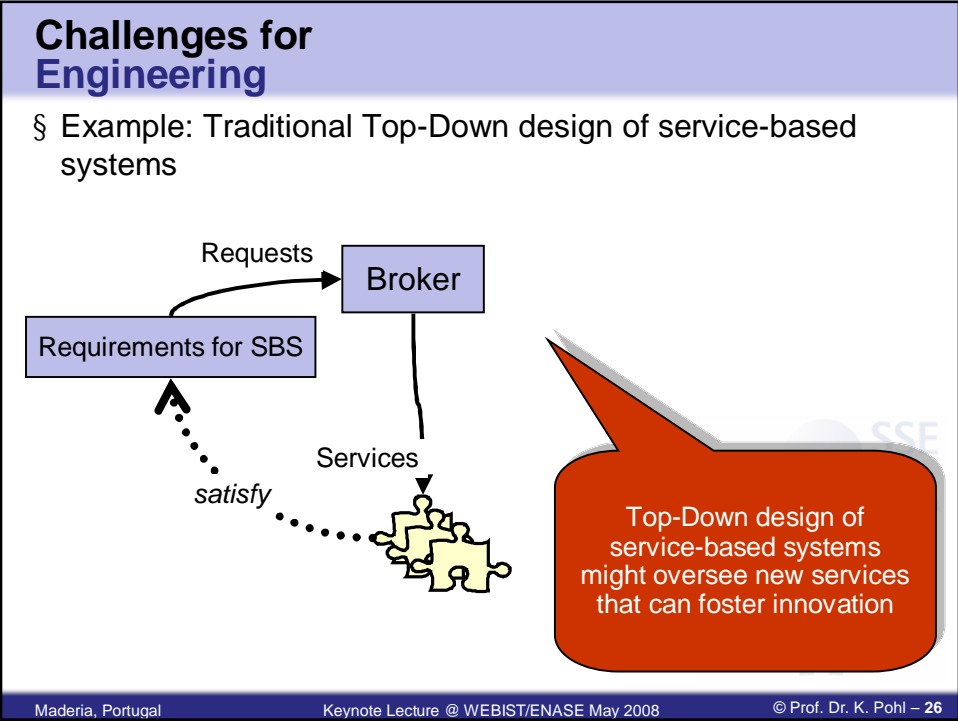 Challenges for
Engineering
§ Example: Traditional Top-Down design of service-based
systems
Requests
Broker
Requirements for SBS
Services
satisfy
SSE
Top-Down design of
service-based systems
might oversee new services
that can foster innovation
Maderia, Portugal
Keynote Lecture @ WEBIST/ENASE May 2008
© Prof. Dr. K. Pohl – 26